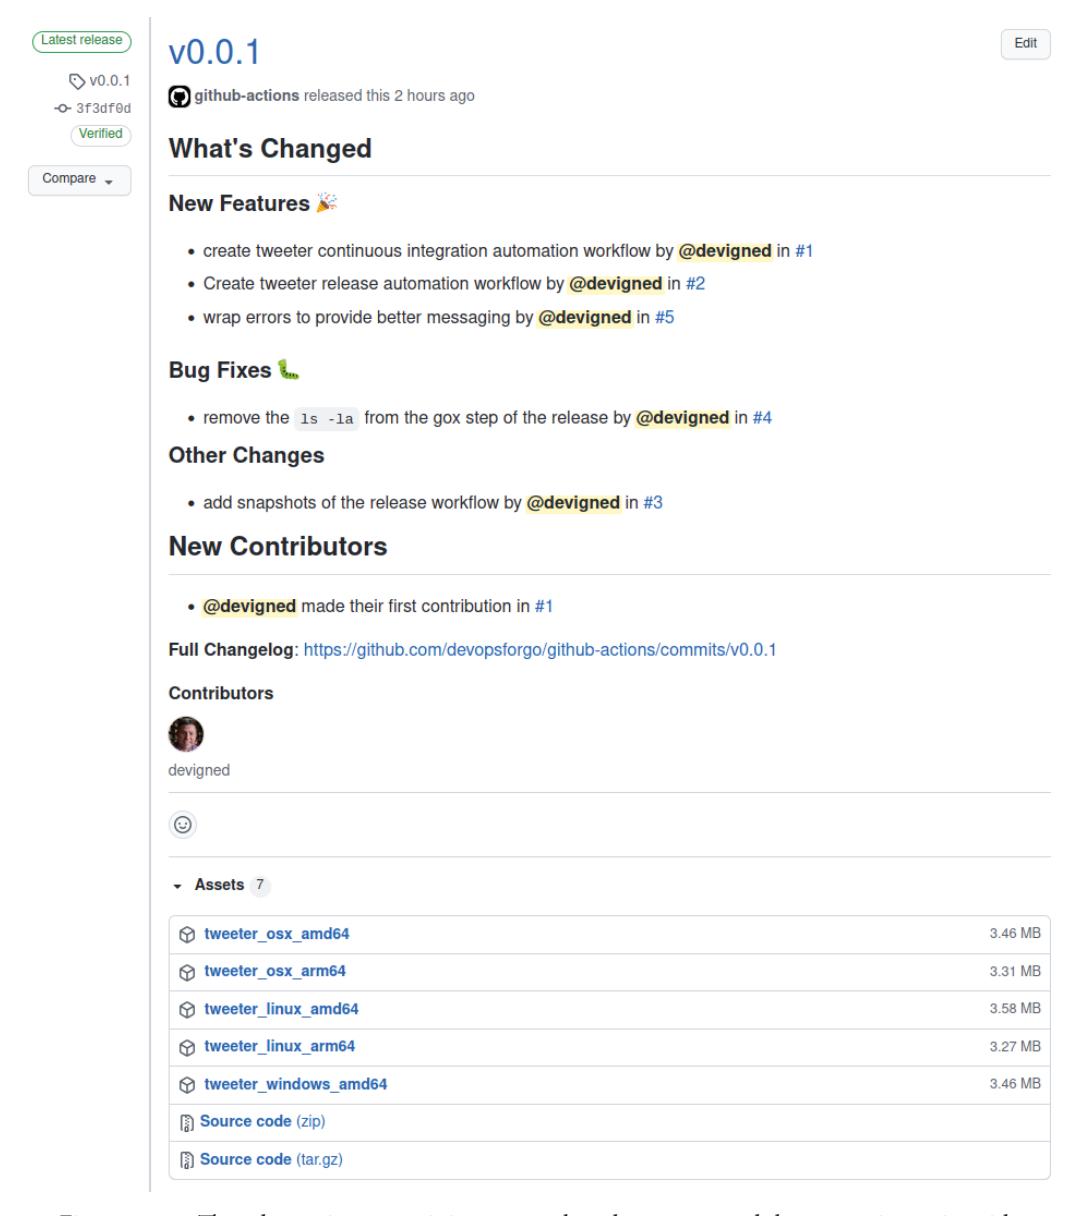 Latest release
v0.0.1
3f3df0d
Verified
Compare
v0.0.1
Edit
github-actions released this 2 hours ago
What's Changed
New Features 🎉
• create tweeter continuous integration automation workflow by @devigned in #1
• Create tweeter release automation workflow by @devigned in #2
• wrap errors to provide better messaging by @devigned in #5
Bug Fixes 🐛
• remove the ls -la from the gox step of the release by @devigned in #4
Other Changes
• add snapshots of the release workflow by @devigned in #3
New Contributors
• @devigned made their first contribution in #1
Full Changelog: https://github.com/devopsforgo/github-actions/commits/v0.0.1
Contributors
devigned
Assets 7
tweeter_osx_amd64 3.46 MB
tweeter_osx_arm64 3.31 MB
tweeter_linux_amd64 3.58 MB
tweeter_linux_arm64 3.27 MB
tweeter_windows_amd64 3.46 MB
Source code (zip)
Source code (tar.gz)